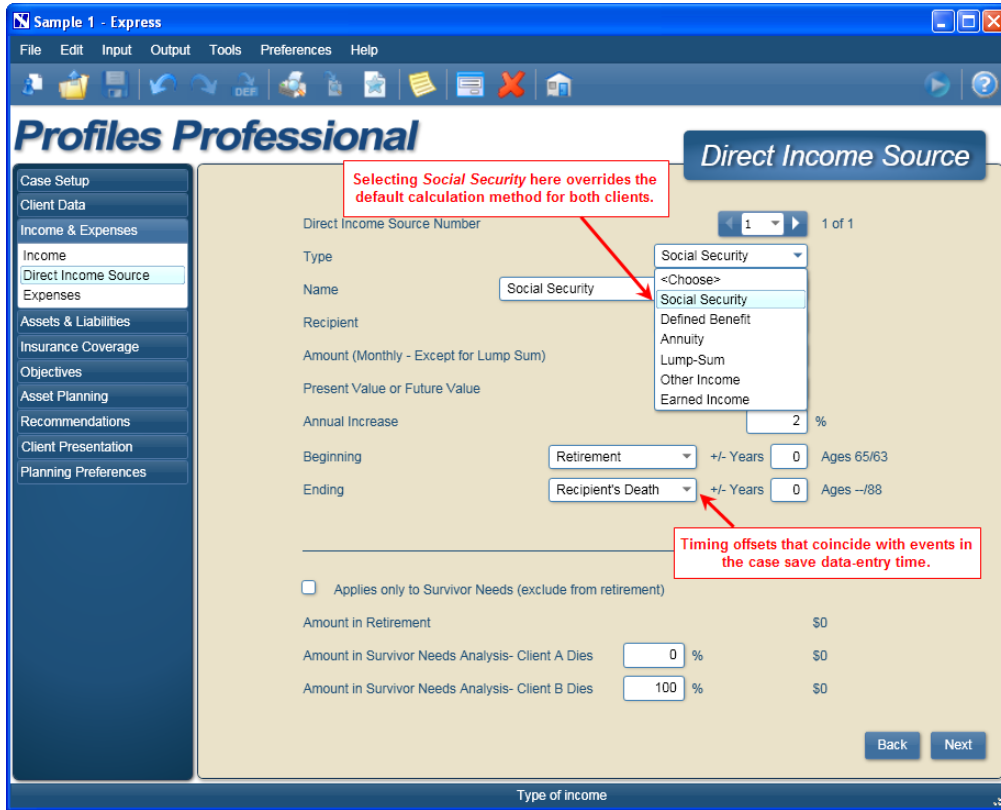 Sample 1 - Express
File Edit Input Output Tools Preferences Help
DEF
Profiles Professional
Direct Income Source
Case Setup
Client Data
Income & Expenses
Income
Direct Income Source
Expenses
Assets & Liabilities
Insurance Coverage
Objectives
Asset Planning
Recommendations
Client Presentation
Planning Preferences
Selecting Social Security here overrides the
default calculation method for both clients.
Direct Income Source Number 1 1 of 1
Type Social Security
<Choose>
Social Security
Defined Benefit
Annuity
Lump-Sum
Other Income
Earned Income
Name Social Security
Recipient
Amount (Monthly - Except for Lump Sum)
Present Value or Future Value
Annual Increase 2 %
Beginning Retirement +/- Years 0 Ages 65/63
Ending Recipient's Death +/- Years 0 Ages --/88
Timing offsets that coincide with events in
the case save data-entry time.
Applies only to Survivor Needs (exclude from retirement)
Amount in Retirement $0
Amount in Survivor Needs Analysis- Client A Dies 0 % $0
Amount in Survivor Needs Analysis- Client B Dies 100 % $0
Back Next
Type of income